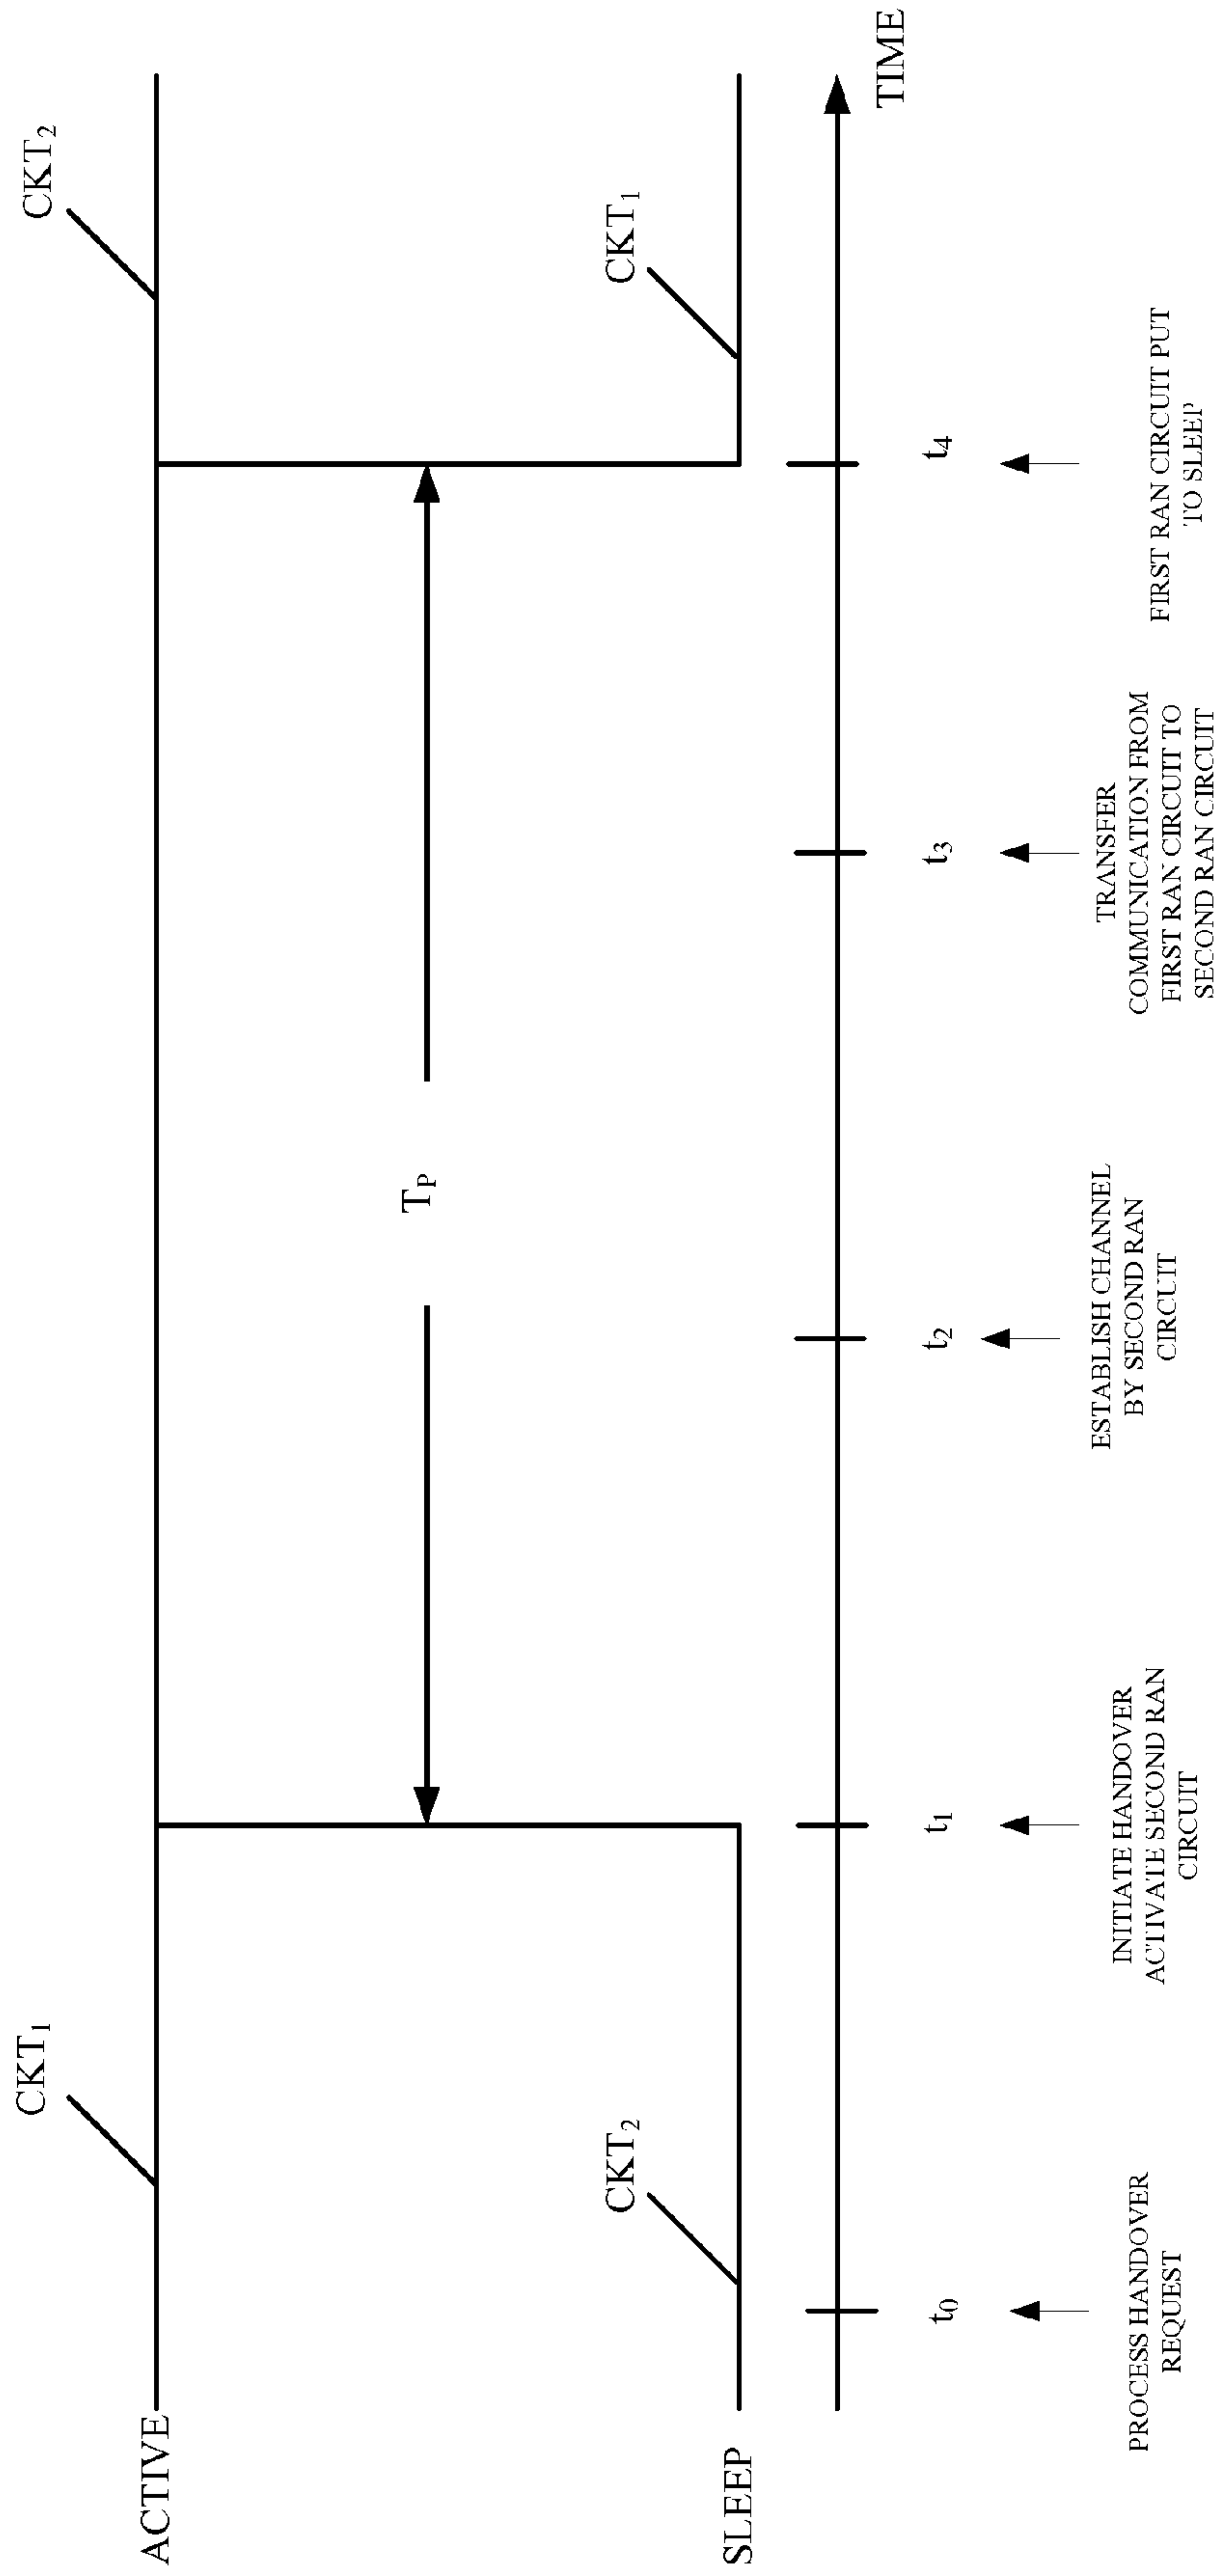 CKT1
CKT2
ACTIVE
TP
CKT2
CKT1
SLEEP
TIME
t0
t1
t2
t3
t4
PROCESS HANDOVER
REQUEST
INITIATE HANDOVER
ACTIVATE SECOND RAN
CIRCUIT
ESTABLISH CHANNEL
BY SECOND RAN
CIRCUIT
TRANSFER
COMMUNICATION FROM
FIRST RAN CIRCUIT TO
SECOND RAN CIRCUIT
FIRST RAN CIRCUIT PUT
TO SLEEP